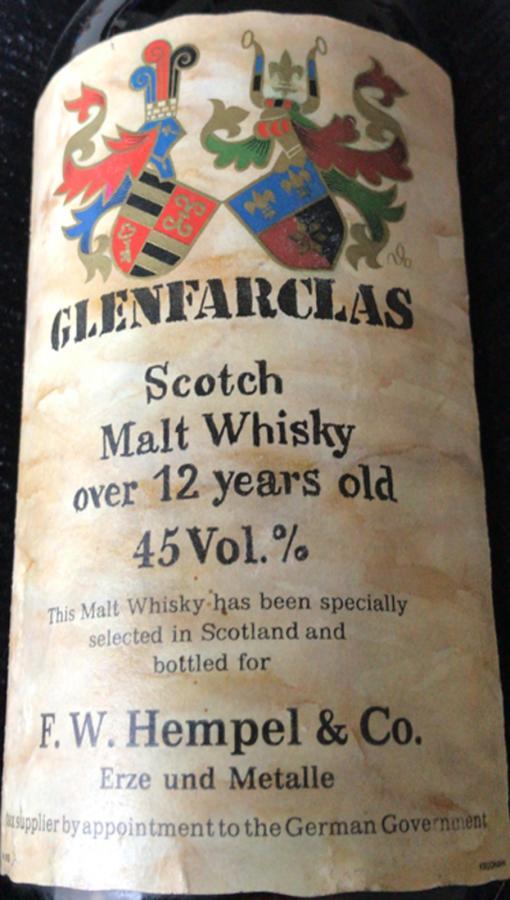 GLENFARCLAS
Scotch
Malt Whisky
over 12 years old
45 Vol.%
This Malt Whisky has been specially
selected in Scotland and
bottled for
F. W. Hempel & Co.
Erze und Metalle
supplier by appointment to the German Government